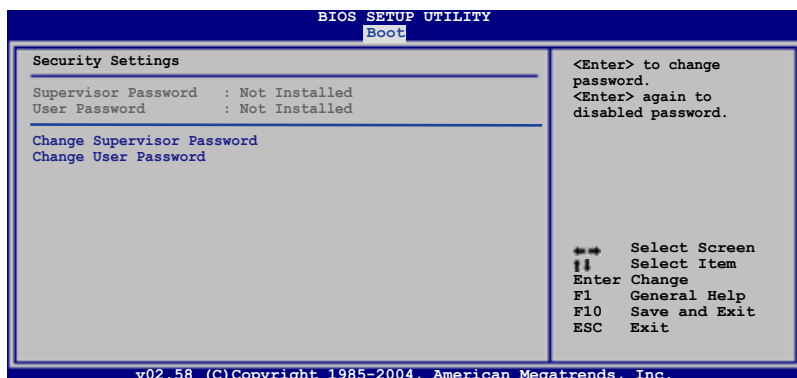 BIOS SETUP UTILITY
Boot
Security Settings
Supervisor Password : Not Installed
User Password : Not Installed
Change Supervisor Password
Change User Password
<Enter> to change
password.
<Enter> again to
disabled password.
Select Screen
Select Item
Enter Change
F1 General Help
F10 Save and Exit
ESC Exit
v02.58 (C)Copyright 1985-2004, American Megatrends, Inc.